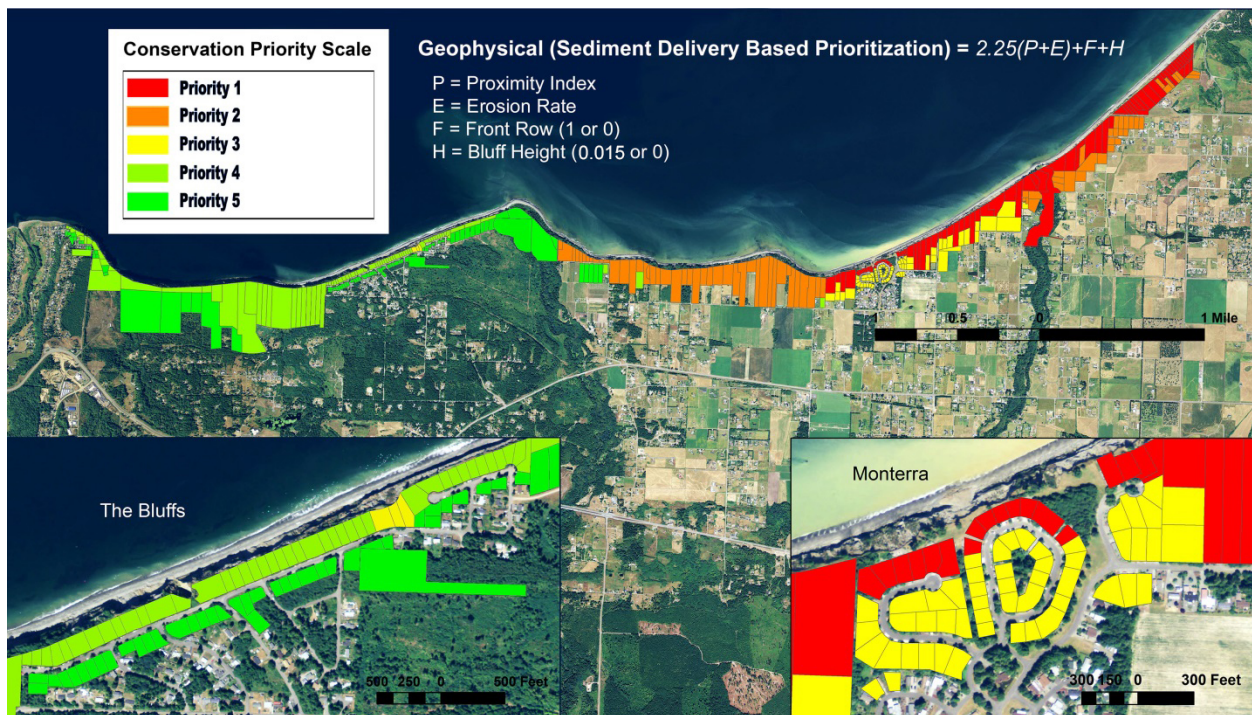 Conservation Priority Scale
Priority 1
Priority 2
Priority 3
Priority 4
Priority 5
Geophysical (Sediment Delivery Based Prioritization) = 2.25(P+E)+F+H
P = Proximity Index
E = Erosion Rate
F = Front Row (1 or 0)
H = Bluff Height (0.015 or 0)
1 0.5 0 1 Mile
The Bluffs
500 250 0 500 Feet
Monterra
300 150 0 300 Feet